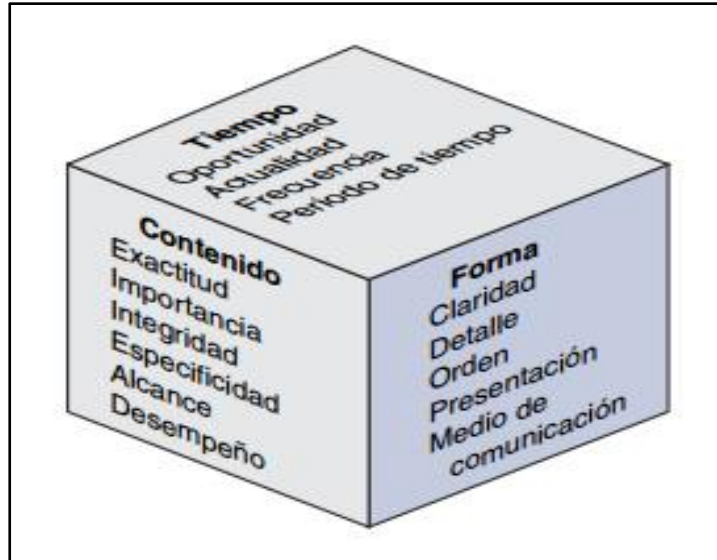 Tiempo
Oportunidad
Actualidad
Frecuencia
Periodo de tiempo
Contenido
Exactitud
Importancia
Integridad
Especificidad
Alcance
Desempeño
Forma
Claridad
Detalle
Orden
Presentación
Medio de
comunicación